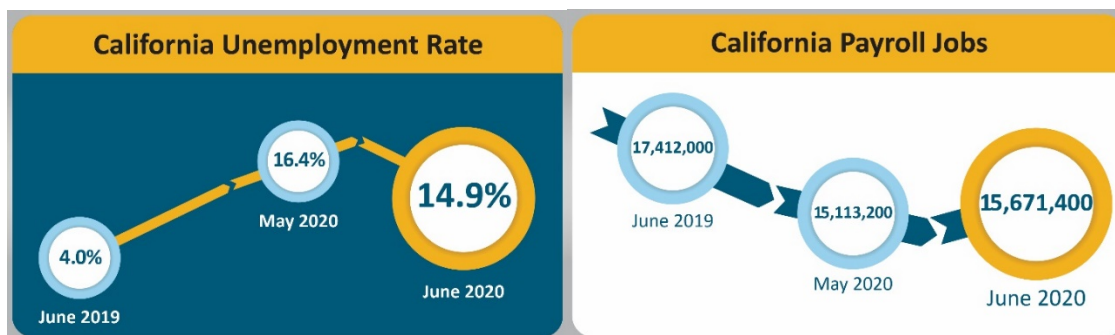 California Unemployment Rate
16.4%
May 2020
14.9%
June 2020
4.0%
June 2019
California Payroll Jobs
17,412,000
June 2019
15,113,200
May 2020
15,671,400
June 2020